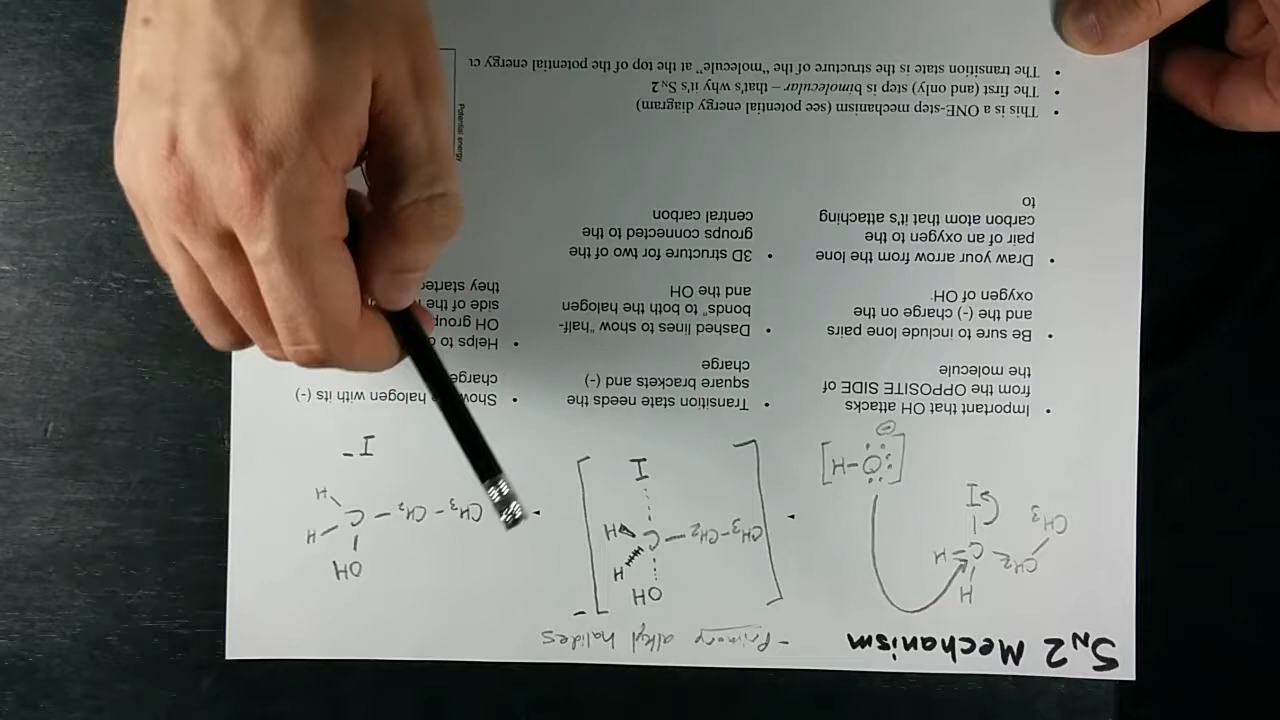 SN2 Mechanism
- Primary alkyl halides
H
H - C - CH2
CH3
I
[:O-H]
⊖
OH
H
CH3-CH2-C
H
I
-
OH
CH3-CH2-C
H
H
I-
• Important that OH attacks
from the OPPOSITE SIDE of
the molecule
• Be sure to include lone pairs
and the (-) charge on the
oxygen of OH-
• Draw your arrow from the lone
pair of an oxygen to the
carbon atom that it's attaching
to
• Transition state needs the
square brackets and (-)
charge
• Dashed lines to show "half-
bonds" to both the halogen
and the OH
• 3D structure for two of the
groups connected to the
central carbon
• Show halogen with its (-)
charge
• Helps to
OH group
side of the
they started
• This is a ONE-step mechanism (see potential energy diagram)
• The first (and only) step is bimolecular – that's why it's SN2
• The transition state is the structure of the "molecule" at the top of the potential energy
Potential energy